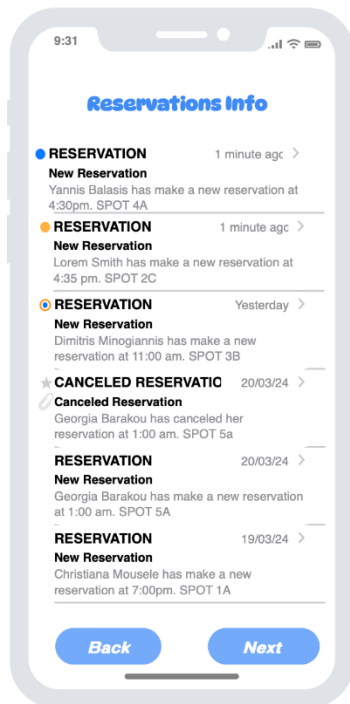 9:31
Reservations Info
RESERVATION 1 minute agc
New Reservation
Yannis Balasis has make a new reservation at
4:30pm. SPOT 4A
RESERVATION 1 minute agc
New Reservation
Lorem Smith has make a new reservation at
4:35 pm. SPOT 2C
RESERVATION Yesterday
New Reservation
Dimitris Minogiannis has make a new
reservation at 11:00 am. SPOT 3B
CANCELED RESERVATIO 20/03/24
Canceled Reservation
Georgia Barakou has canceled her
reservation at 1:00 am. SPOT 5a
RESERVATION 20/03/24
New Reservation
Georgia Barakou has make a new reservation
at 1:00 am. SPOT 5A
RESERVATION 19/03/24
New Reservation
Christiana Mousele has make a new
reservation at 7:00pm. SPOT 1A
Back Next